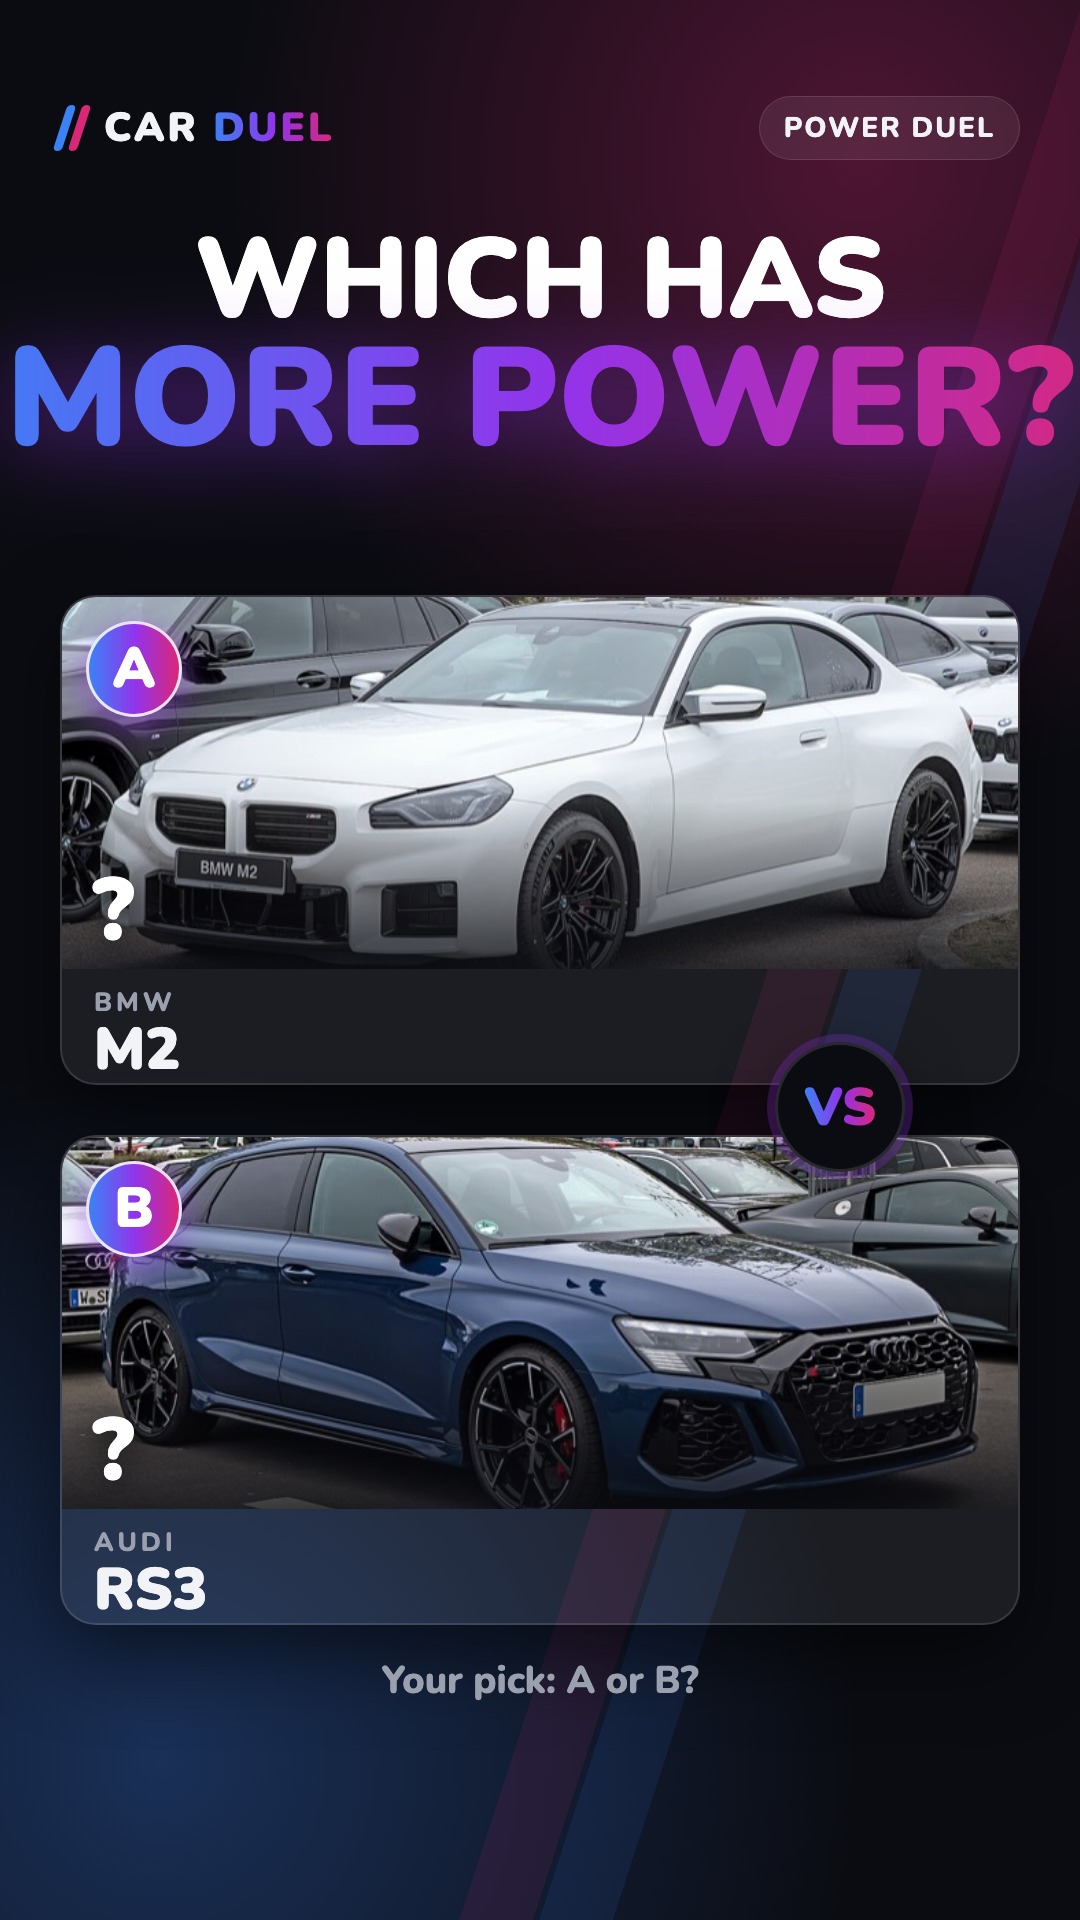 // CAR DUEL
POWER DUEL
WHICH HAS
MORE POWER?
A
BMW M2
?
BMW
M2
VS
B
?
AUDI
RS3
Your pick: A or B?